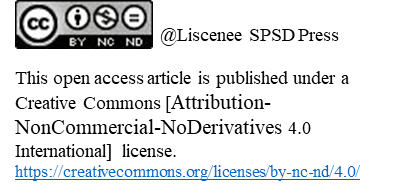 cc BY NC ND @Liscenee SPSD Press
This open access article is published under a
Creative Commons [Attribution-
NonCommercial-NoDerivatives 4.0
International] license.
https://creativecommons.org/licenses/by-nc-nd/4.0/